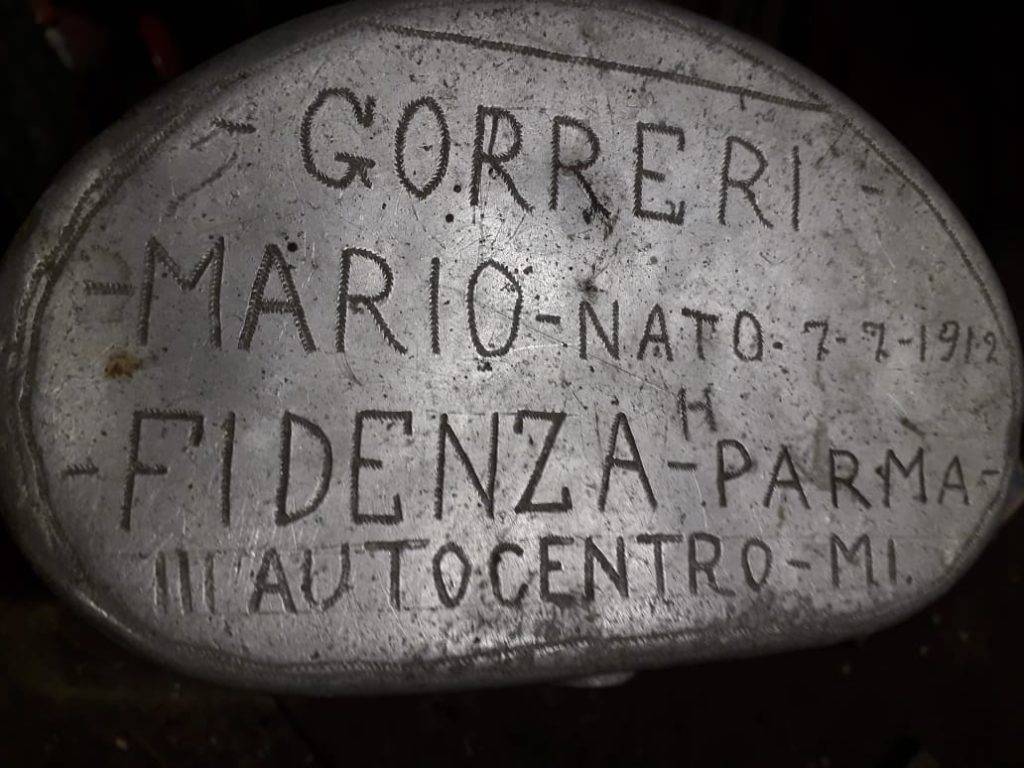 - GORRERI -
- MARIO - NATO. 7-7-1912
H
- FIDENZA - PARMA -
III AUTOCENTRO - MI.